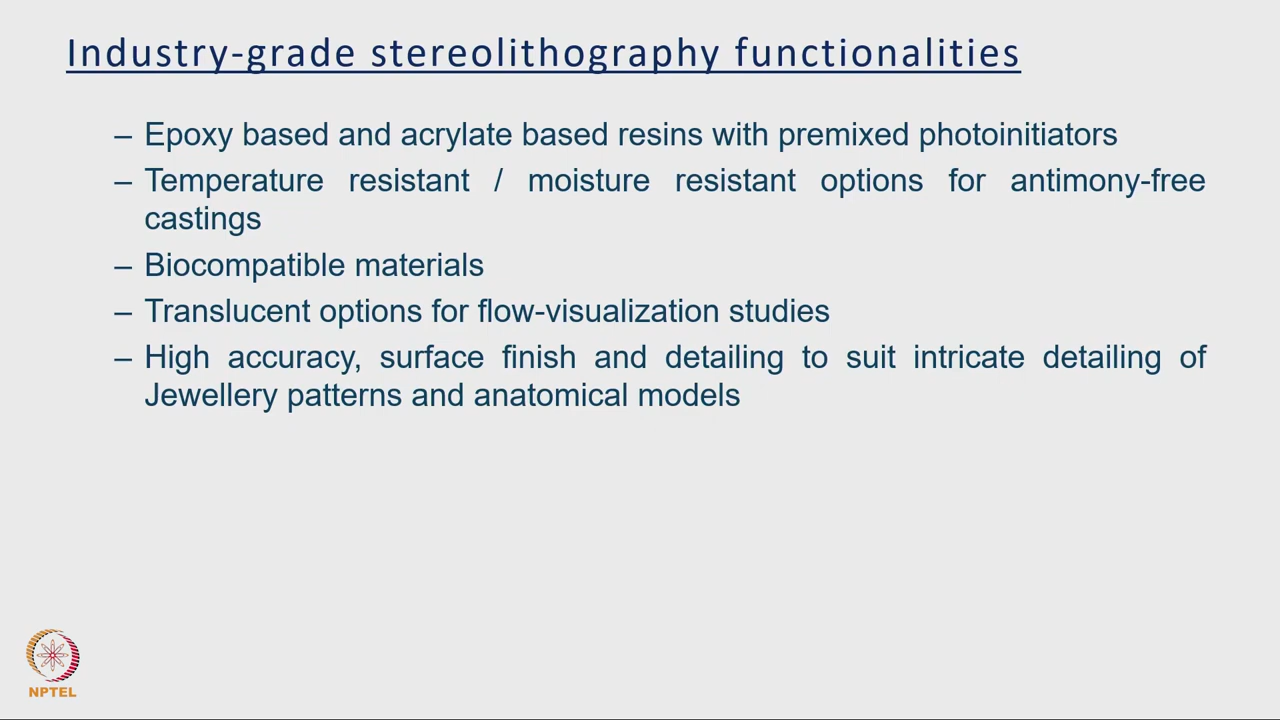 Industry-grade stereolithography functionalities
– Epoxy based and acrylate based resins with premixed photoinitiators
– Temperature resistant / moisture resistant options for antimony-free
castings
– Biocompatible materials
– Translucent options for flow-visualization studies
– High accuracy, surface finish and detailing to suit intricate detailing of
Jewellery patterns and anatomical models
NPTEL